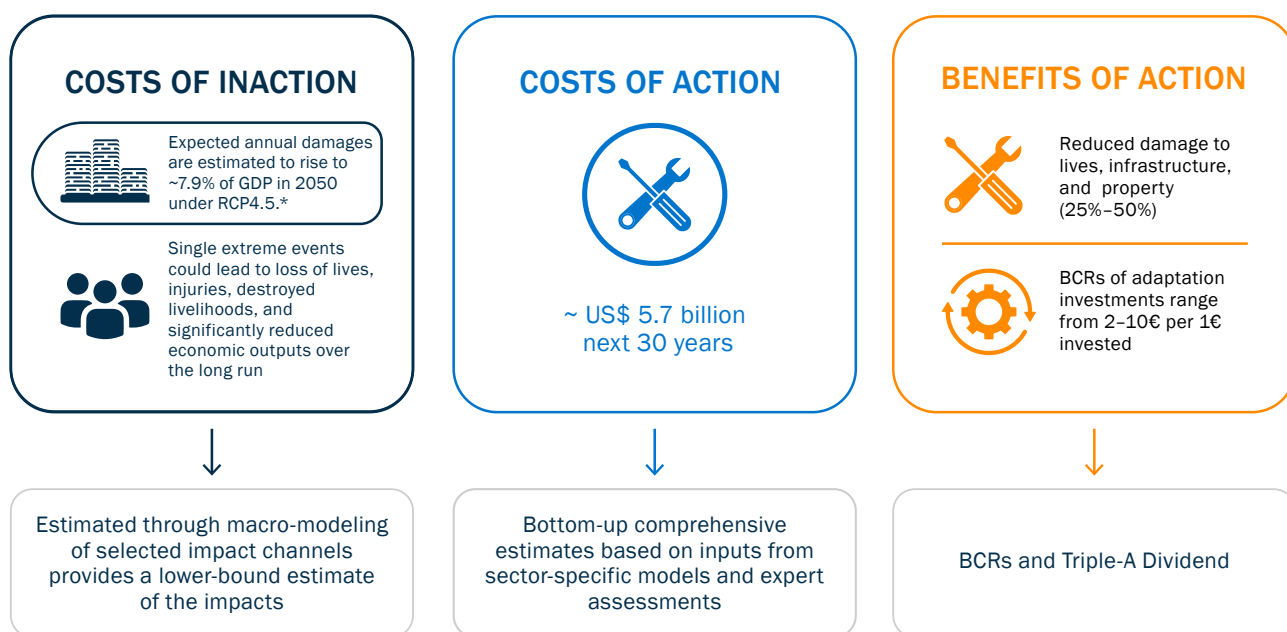 COSTS OF INACTION
Expected annual damages
are estimated to rise to
~7.9% of GDP in 2050
under RCP4.5.*
Single extreme events
could lead to loss of lives,
injuries, destroyed
livelihoods, and
significantly reduced
economic outputs over
the long run
Estimated through macro-modeling
of selected impact channels
provides a lower-bound estimate
of the impacts
COSTS OF ACTION
~ US$ 5.7 billion
next 30 years
Bottom-up comprehensive
estimates based on inputs from
sector-specific models and expert
assessments
BENEFITS OF ACTION
Reduced damage to
lives, infrastructure,
and property
(25%–50%)
BCRs of adaptation
investments range
from 2–10€ per 1€
invested
BCRs and Triple-A Dividend